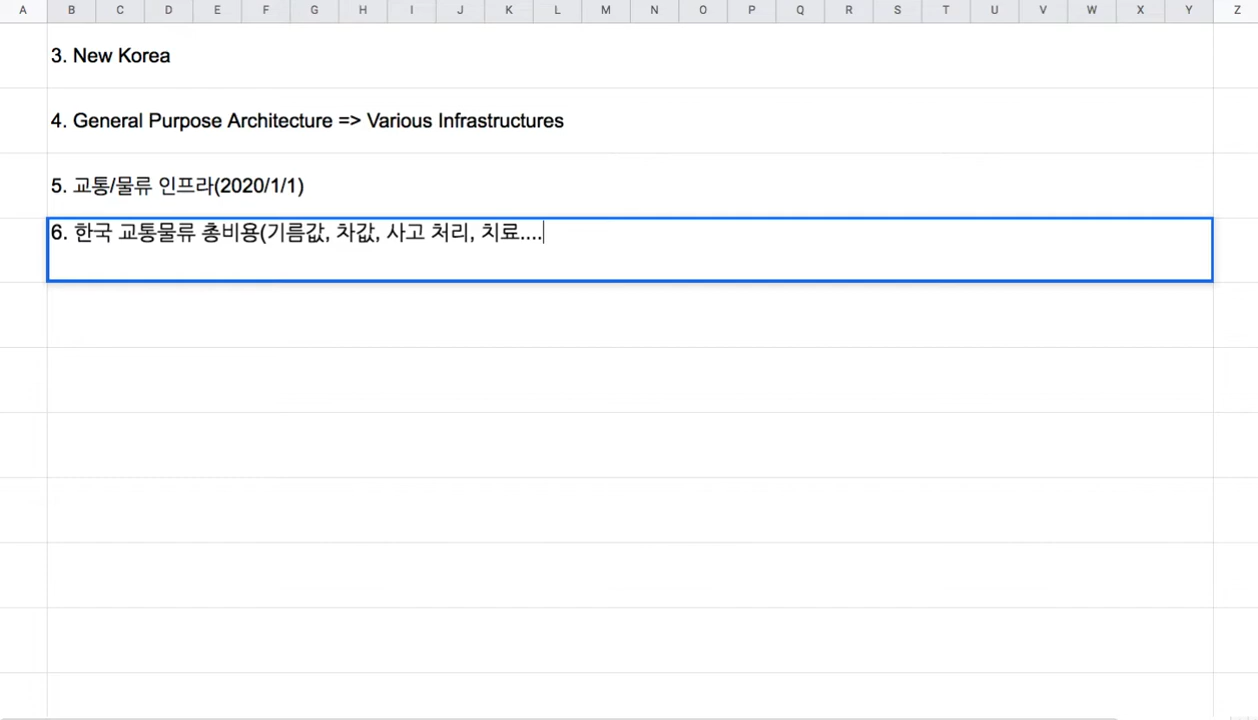 A B C D E F G H I J K L M N O P Q R S T U V W X Y Z
3. New Korea
4. General Purpose Architecture => Various Infrastructures
5. 교통/물류 인프라(2020/1/1)
6. 한국 교통물류 총비용(기름값, 차값, 사고 처리, 치료....